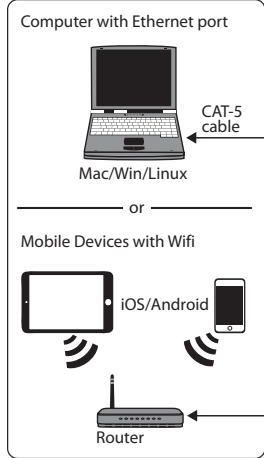 Computer with Ethernet port
CAT-5
cable
Mac/Win/Linux
or
Mobile Devices with Wifi
iOS/Android
Router